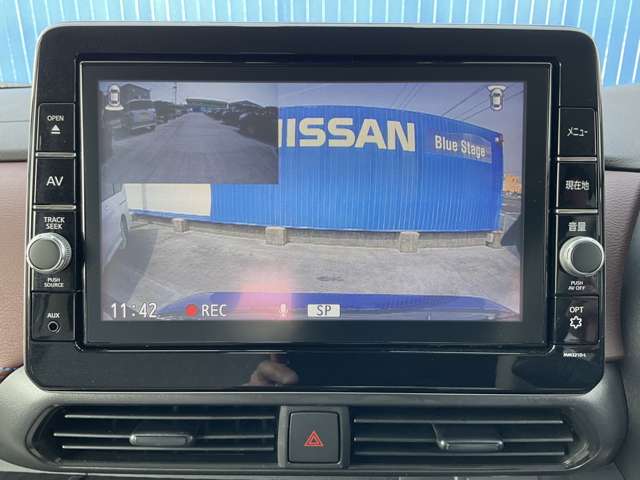 OPEN
AV
TRACK
SEEK
PUSH
SOURCE
AUX
NISSAN
Blue Stage
11:42 REC SP
メニュー
現在地
音量
PUSH
AV OFF
OPT
MM321D-L